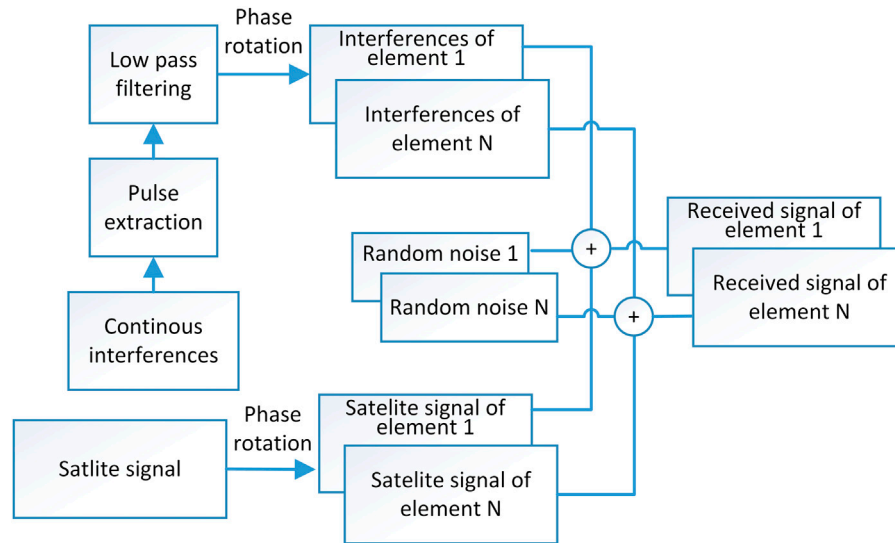 Phase
rotation
Low pass
filtering
Interferences of
element 1
Interferences of
element N
Pulse
extraction
Received signal of
element 1
Random noise 1
+
Received signal of
element N
Random noise N
+
Continous
interferences
Phase
rotation
Satelite signal of
element 1
Satlite signal
Satelite signal of
element N